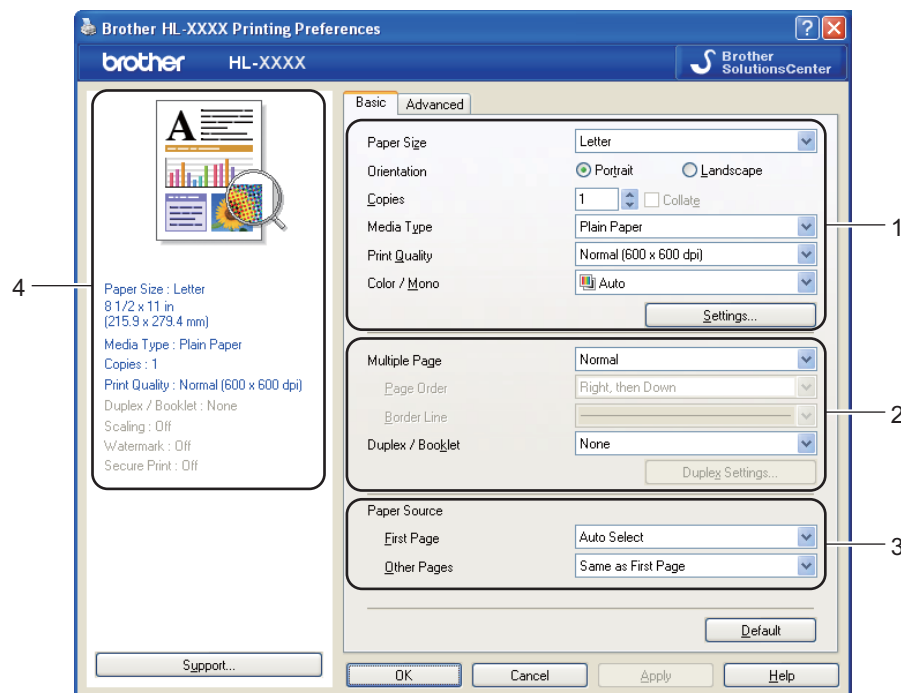 Brother HL-XXXX Printing Preferences
brother HL-XXXX
Brother
SolutionsCenter
A
4
Paper Size : Letter
8 1/2 x 11 in
(215.9 x 279.4 mm)
Media Type : Plain Paper
Copies : 1
Print Quality : Normal (600 x 600 dpi)
Duplex / Booklet : None
Scaling : Off
Watermark : Off
Secure Print : Off
Support...
Basic Advanced
Paper Size Letter
Orientation Portrait Landscape
Copies 1 Collate
Media Type Plain Paper
Print Quality Normal (600 x 600 dpi)
Color / Mono Auto
Settings...
1
Multiple Page Normal
Page Order Right, then Down
Border Line
Duplex / Booklet None
Duplex Settings...
2
Paper Source
First Page Auto Select
Other Pages Same as First Page
3
Default
OK Cancel Apply Help